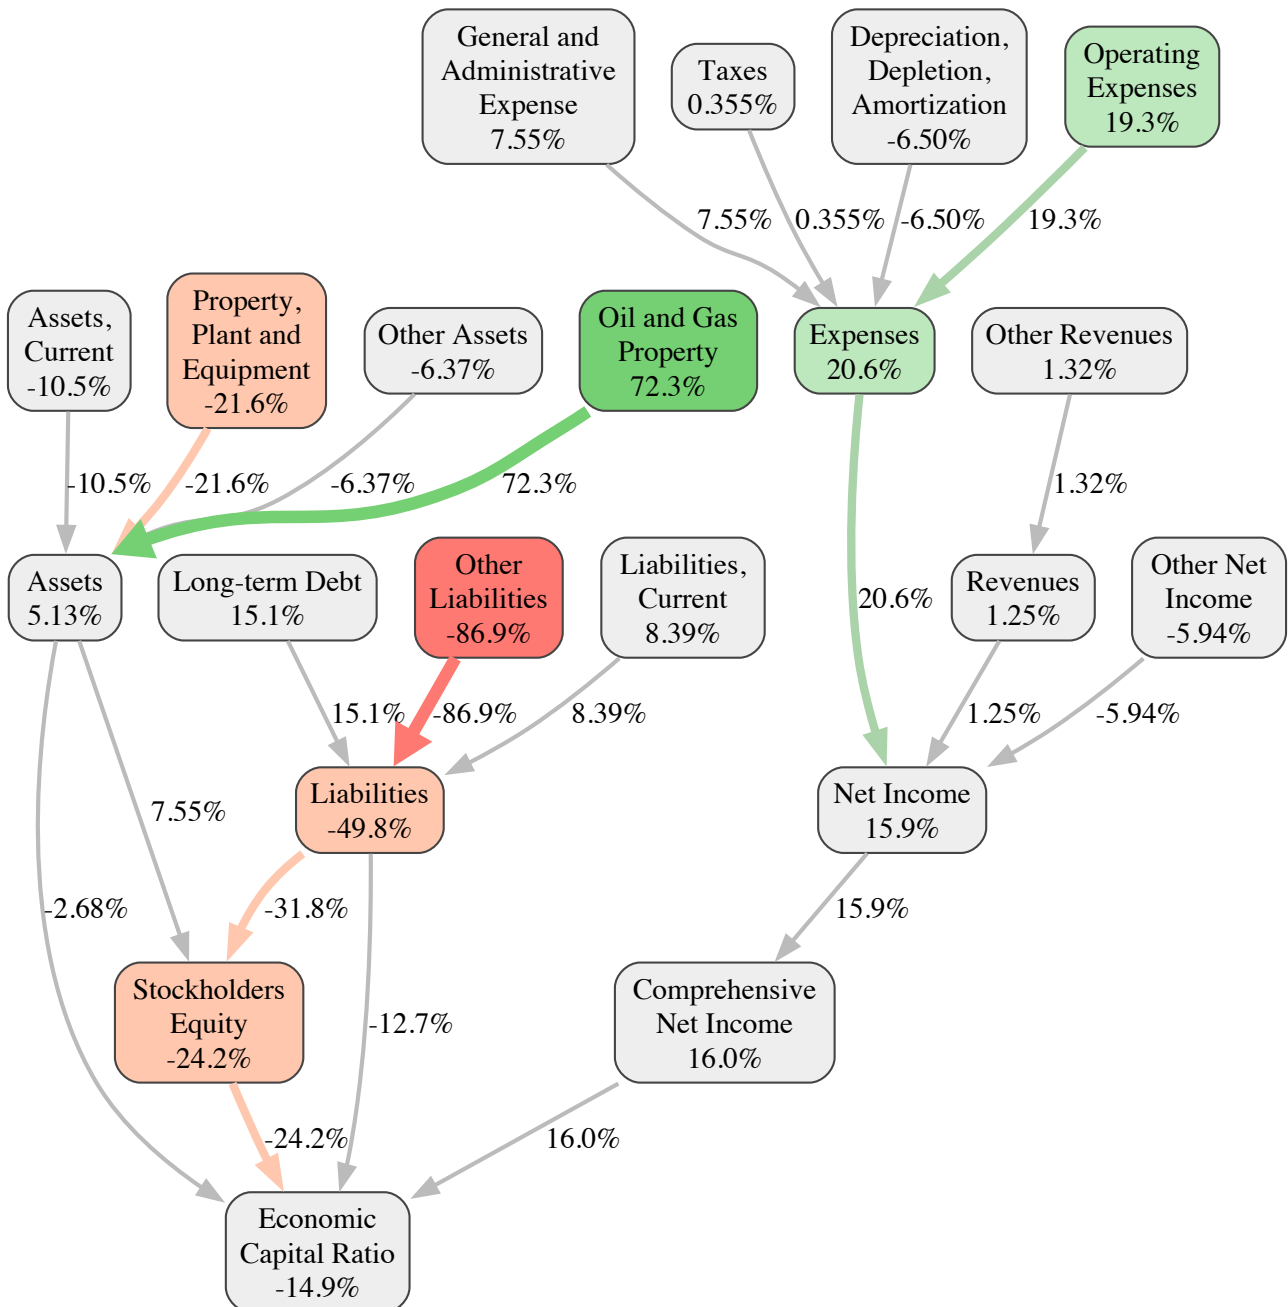 General and
Administrative
Expense
7.55%
Taxes
0.355%
Depreciation,
Depletion,
Amortization
-6.50%
Operating
Expenses
19.3%
7.55%
0.355%
-6.50%
19.3%
Assets,
Current
-10.5%
Property,
Plant and
Equipment
-21.6%
Other Assets
-6.37%
Oil and Gas
Property
72.3%
Expenses
20.6%
Other Revenues
1.32%
-10.5%
-21.6%
-6.37%
72.3%
1.32%
Assets
5.13%
Long-term Debt
15.1%
Other
Liabilities
-86.9%
Liabilities,
Current
8.39%
20.6%
Revenues
1.25%
Other Net
Income
-5.94%
15.1%
-86.9%
8.39%
1.25%
-5.94%
7.55%
Liabilities
-49.8%
Net Income
15.9%
-2.68%
-31.8%
15.9%
Stockholders
Equity
-24.2%
-12.7%
Comprehensive
Net Income
16.0%
-24.2%
16.0%
Economic
Capital Ratio
-14.9%